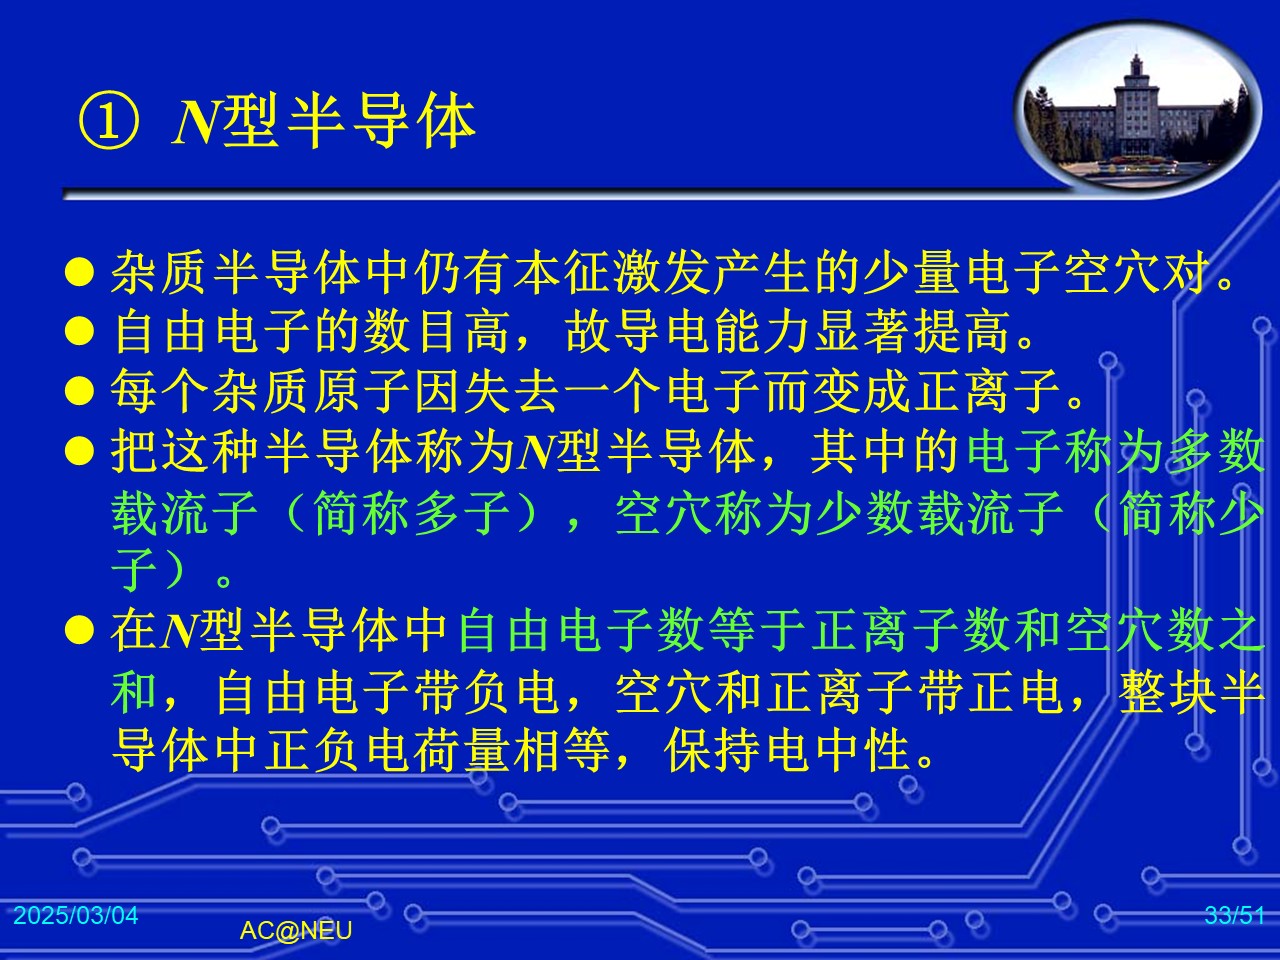 ① N型半导体
杂质半导体中仍有本征激发产生的少量电子空穴对。
自由电子的数目高，故导电能力显著提高。
每个杂质原子因失去一个电子而变成正离子。
把这种半导体称为N型半导体，其中的电子称为多数
载流子（简称多子），空穴称为少数载流子（简称少
子）。
在N型半导体中自由电子数等于正离子数和空穴数之
和，自由电子带负电，空穴和正离子带正电，整块半
导体中正负电荷量相等，保持电中性。
2025/03/04
AC@NEU
33/51